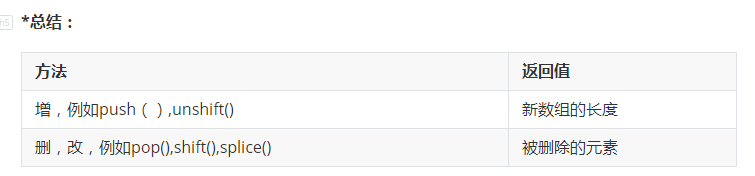 h5
*总结：
方法 返回值
增，例如push（ ）,unshift() 新数组的长度
删，改，例如pop(),shift(),splice() 被删除的元素